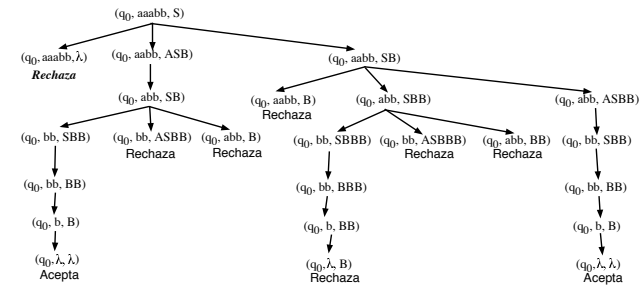 (q₀, aaabb, S)
(q₀, aaabb, λ) (q₀, aabb, ASB) (q₀, aabb, SB)
Rechaza
(q₀, abb, SB) (q₀, aabb, B) (q₀, abb, SBB) (q₀, abb, ASBB)
Rechaza
(q₀, bb, SBB) (q₀, bb, ASBB) (q₀, abb, B) (q₀, bb, SBBB) (q₀, bb, ASBBB) (q₀, abb, BB) (q₀, bb, SBB)
Rechaza Rechaza Rechaza Rechaza
(q₀, bb, BB) (q₀, bb, BBB) (q₀, bb, BB)
(q₀, b, B) (q₀, b, BB) (q₀, b, B)
(q₀, λ, λ) (q₀, λ, B) (q₀, λ, λ)
Acepta Rechaza Acepta